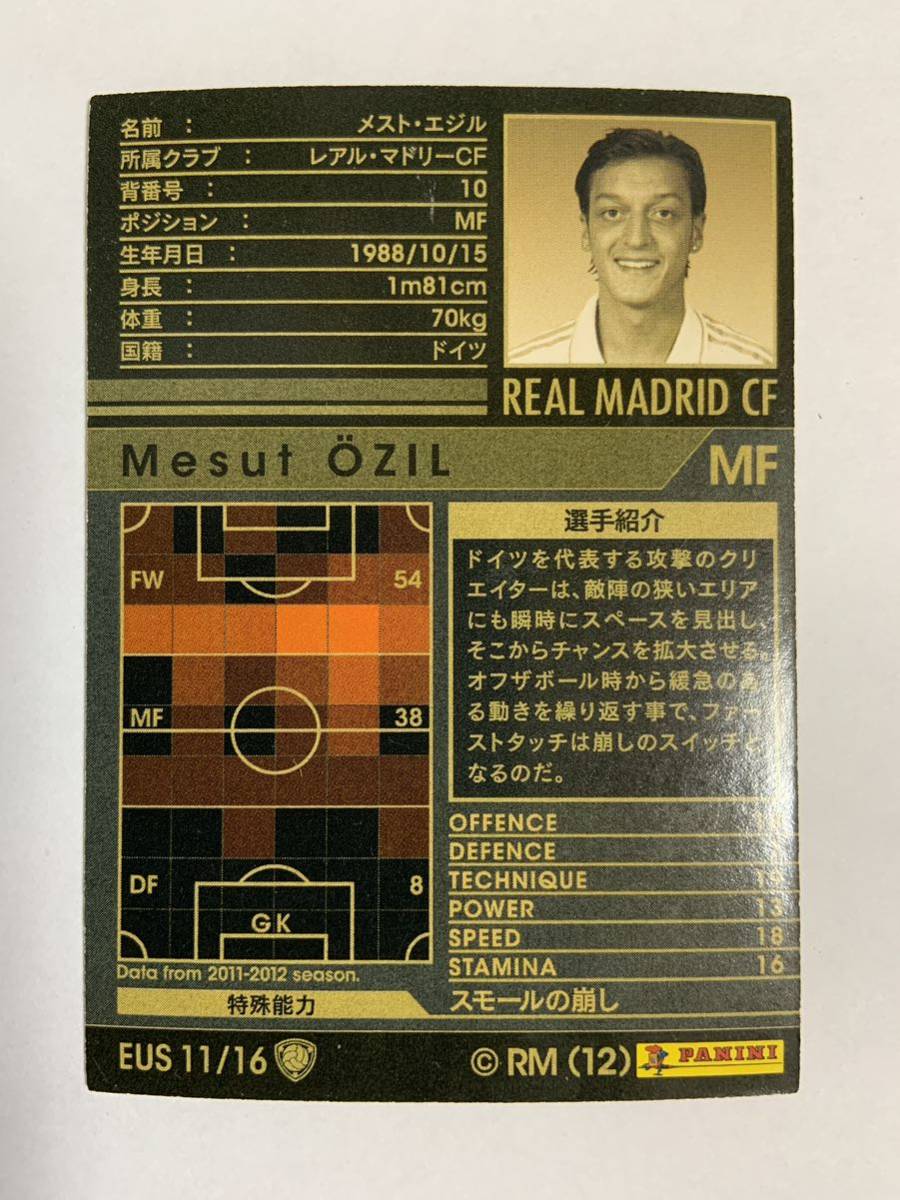 名前 : メスト・エジル
所属クラブ : レアル・マドリーCF
背番号 : 10
ポジション : MF
生年月日 : 1988/10/15
身長 : 1m81cm
体重 : 70kg
国籍 : ドイツ
REAL MADRID CF
Mesut ÖZIL
MF
FW 54
MF 38
DF 8
GK
Data from 2011-2012 season.
選手紹介
ドイツを代表する攻撃のクリ
エイターは、敵陣の狭いエリア
にも瞬時にスペースを見出し、
そこからチャンスを拡大させる。
オフザボール時から緩急のあ
る動きを繰り返す事で、ファー
ストタッチは崩しのスイッチと
なるのだ。
OFFENCE
DEFENCE
TECHNIQUE 19
POWER 13
SPEED 18
STAMINA 16
特殊能力 スモールの崩し
EUS 11/16
© RM (12) PANINI